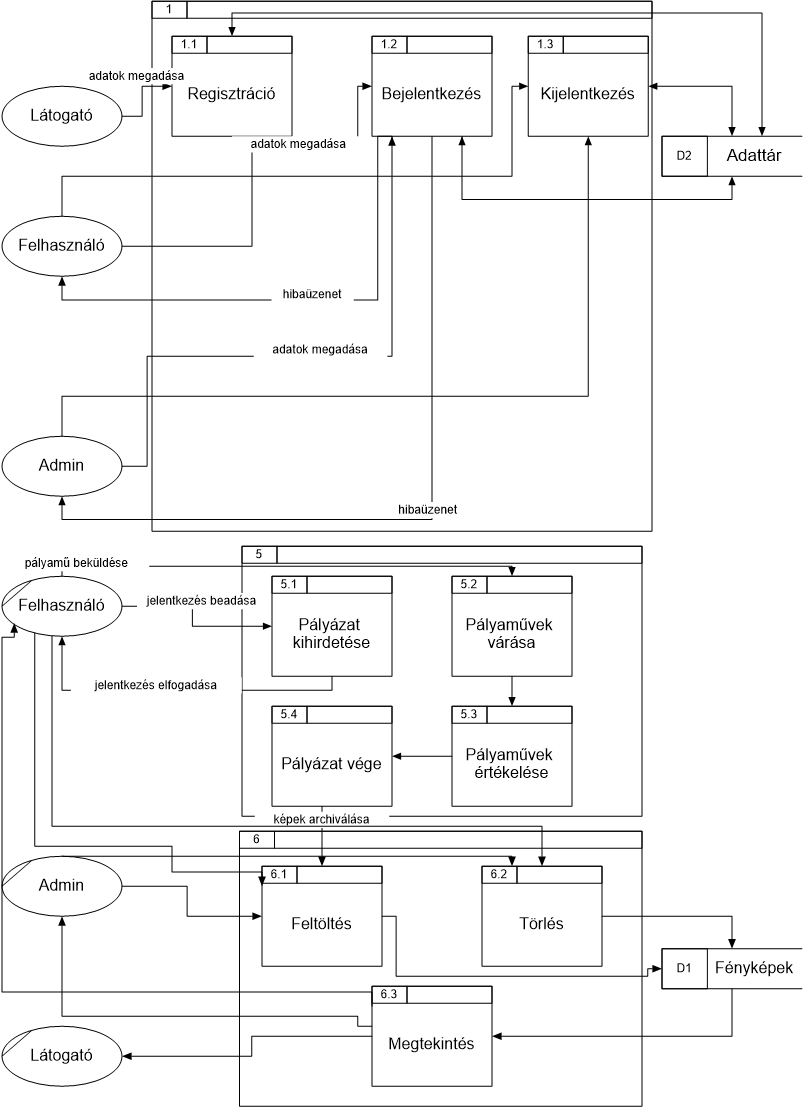 1
1.1
1.2
1.3
adatok megadása
Látogató
Regisztráció
Bejelentkezés
Kijelentkezés
adatok megadása
D2
Adattár
Felhasználó
hibaüzenet
adatok megadása
Admin
hibaüzenet
5
pályamű beküldése
5.1
5.2
Felhasználó
jelentkezés beadása
Pályázat
kihirdetése
Pályaművek
várása
jelentkezés elfogadása
5.4
5.3
Pályázat vége
Pályaművek
értékelése
képek archiválása
6
6.1
6.2
Admin
Feltöltés
Törlés
D1
Fényképek
6.3
Megtekintés
Látogató